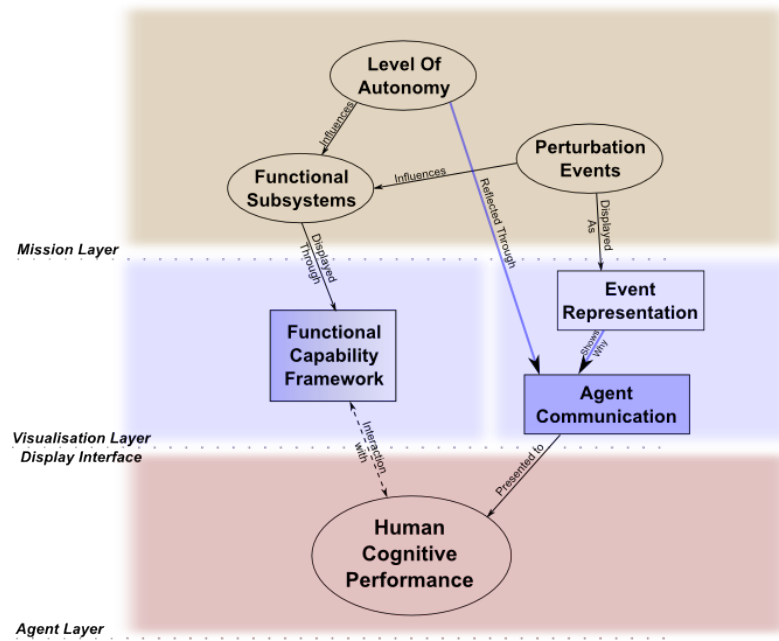 Level Of
Autonomy
Influences
Perturbation
Events
Functional
Subsystems
Influences
Reflected Through
Displayed
As
Displayed
Through
Mission Layer
Event
Representation
Functional
Capability
Framework
Shows
Why
Agent
Communication
Visualisation Layer
Display Interface
Interaction
with
Presented to
Human
Cognitive
Performance
Agent Layer